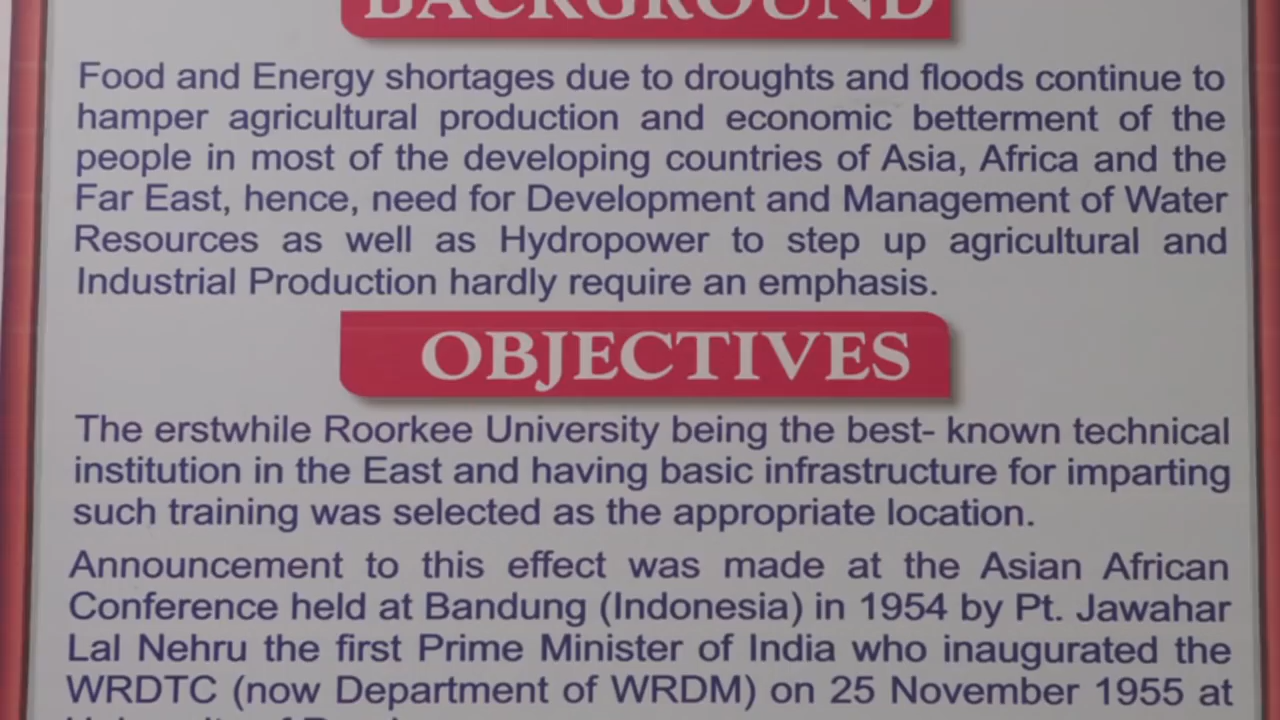 BACKGROUND
Food and Energy shortages due to droughts and floods continue to
hamper agricultural production and economic betterment of the
people in most of the developing countries of Asia, Africa and the
Far East, hence, need for Development and Management of Water
Resources as well as Hydropower to step up agricultural and
Industrial Production hardly require an emphasis.
OBJECTIVES
The erstwhile Roorkee University being the best- known technical
institution in the East and having basic infrastructure for imparting
such training was selected as the appropriate location.
Announcement to this effect was made at the Asian African
Conference held at Bandung (Indonesia) in 1954 by Pt. Jawahar
Lal Nehru the first Prime Minister of India who inaugurated the
WRDTC (now Department of WRDM) on 25 November 1955 at